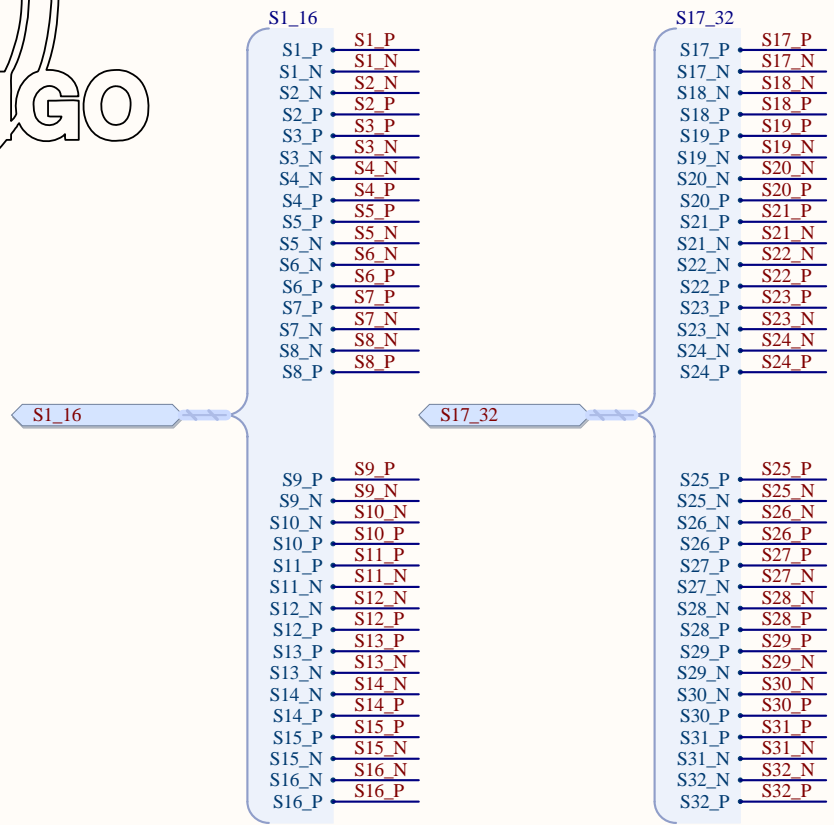 GO
S1_16
S1_P S1_P
S1_N S1_N
S2_N S2_N
S2_P S2_P
S3_P S3_P
S3_N S3_N
S4_N S4_N
S4_P S4_P
S5_P S5_P
S5_N S5_N
S6_N S6_N
S6_P S6_P
S7_P S7_P
S7_N S7_N
S8_N S8_N
S8_P S8_P
S1_16
S9_P S9_P
S9_N S9_N
S10_N S10_N
S10_P S10_P
S11_P S11_P
S11_N S11_N
S12_N S12_N
S12_P S12_P
S13_P S13_P
S13_N S13_N
S14_N S14_N
S14_P S14_P
S15_P S15_P
S15_N S15_N
S16_N S16_N
S16_P S16_P
S17_32
S17_P S17_P
S17_N S17_N
S18_N S18_N
S18_P S18_P
S19_P S19_P
S19_N S19_N
S20_N S20_N
S20_P S20_P
S21_P S21_P
S21_N S21_N
S22_N S22_N
S22_P S22_P
S23_P S23_P
S23_N S23_N
S24_N S24_N
S24_P S24_P
S17_32
S25_P S25_P
S25_N S25_N
S26_N S26_N
S26_P S26_P
S27_P S27_P
S27_N S27_N
S28_N S28_N
S28_P S28_P
S29_P S29_P
S29_N S29_N
S30_N S30_N
S30_P S30_P
S31_P S31_P
S31_N S31_N
S32_N S32_N
S32_P S32_P